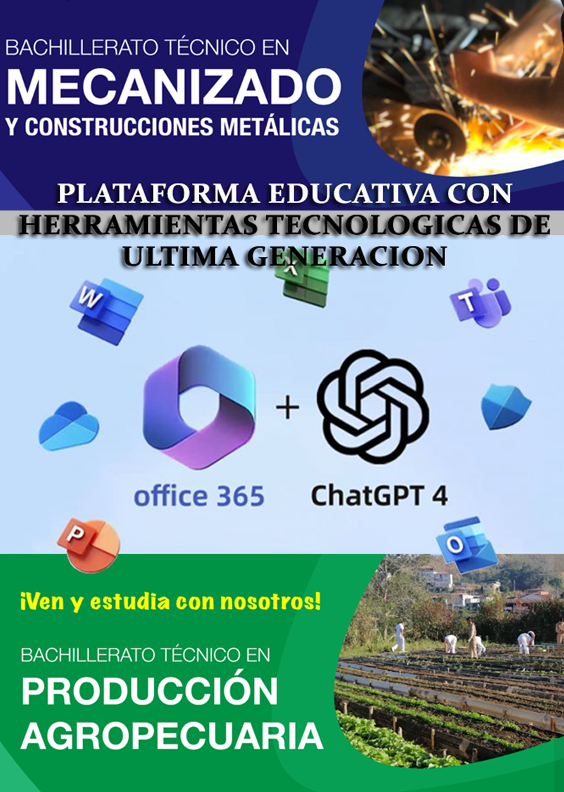 BACHILLERATO TÉCNICO EN
MECANIZADO
Y CONSTRUCCIONES METÁLICAS
PLATAFORMA EDUCATIVA CON
HERRAMIENTAS TECNOLOGICAS DE
ULTIMA GENERACION
X
W
T
office 365
+
ChatGPT 4
P
O
¡Ven y estudia con nosotros!
BACHILLERATO TÉCNICO EN
PRODUCCIÓN
AGROPECUARIA